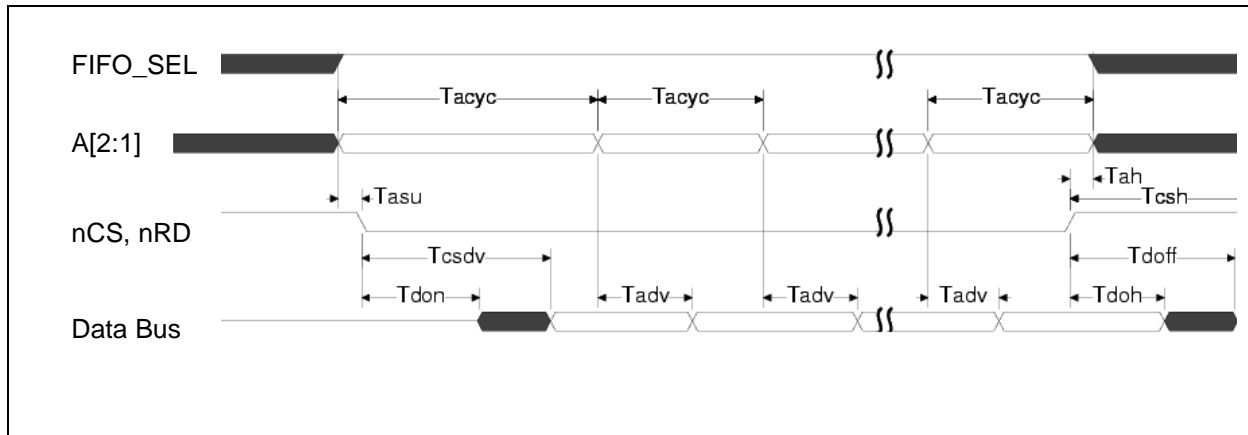 FIFO_SEL
Tacyc Tacyc Tacyc
A[2:1]
Tah
Tasu Tcsh
nCS, nRD
Tcsdv Tdoff
Tdon Tadv Tadv Tadv Tdoh
Data Bus